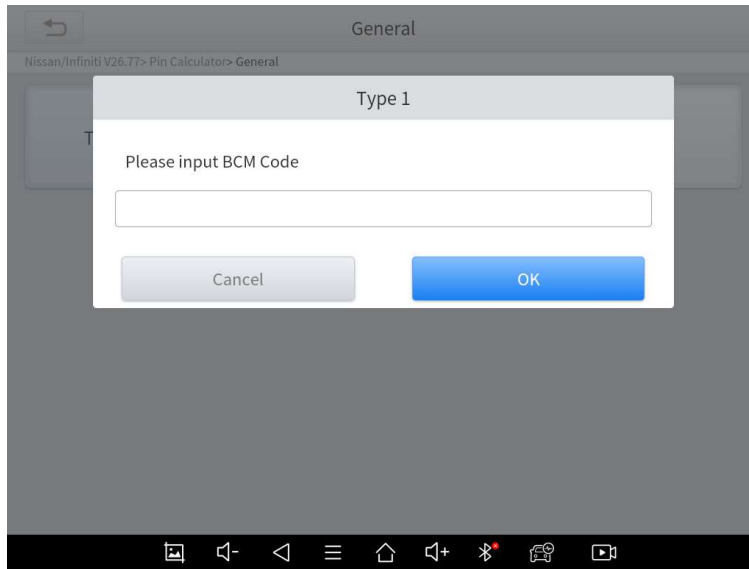 General
Nissan/Infiniti V26.77> Pin Calculator> General
Type 1
T
Please input BCM Code
Cancel
OK